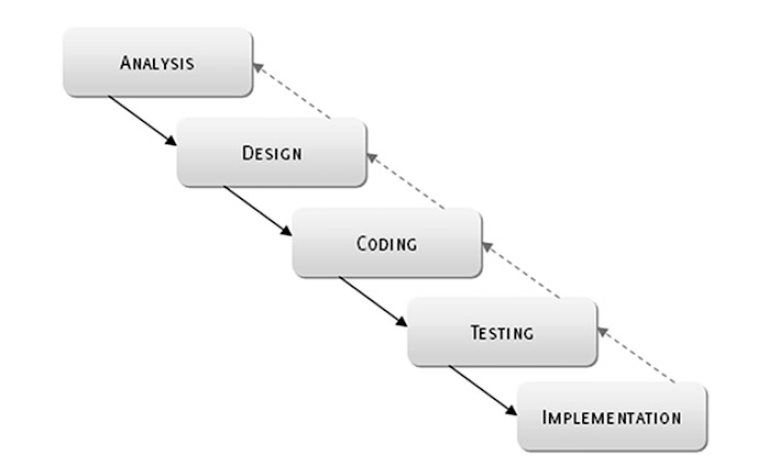 Analysis
Design
Coding
Testing
Implementation